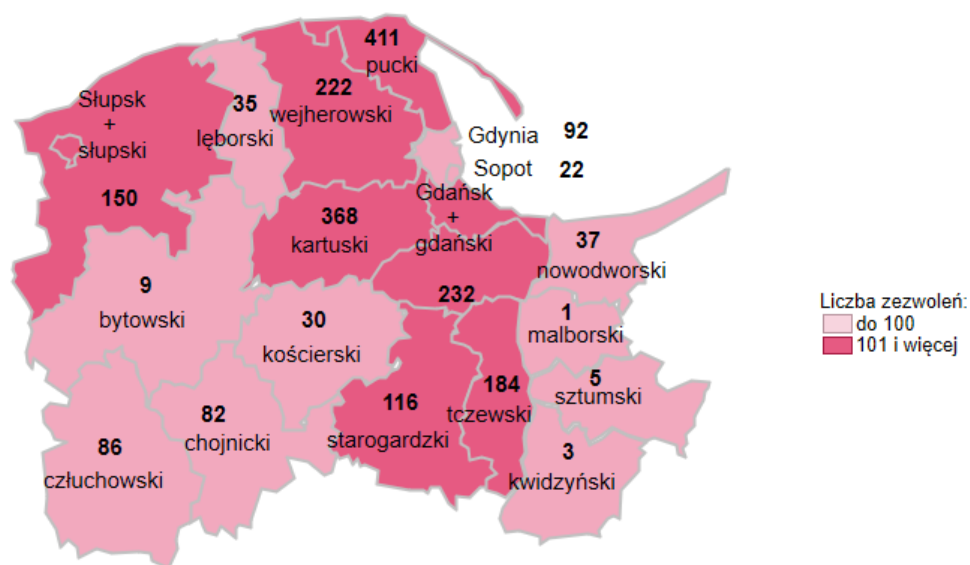 411
pucki
222
wejherowski
35
lęborski
Słupsk
+
słupski
150
Gdynia 92
Sopot 22
Gdańsk
+
gdański
232
368
kartuski
37
nowodworski
9
bytowski
30
kościerski
1
malborski
5
sztumski
184
tczewski
116
starogardzki
82
chojnicki
86
człuchowski
3
kwidzyński
Liczba zezwoleń:
do 100
101 i więcej